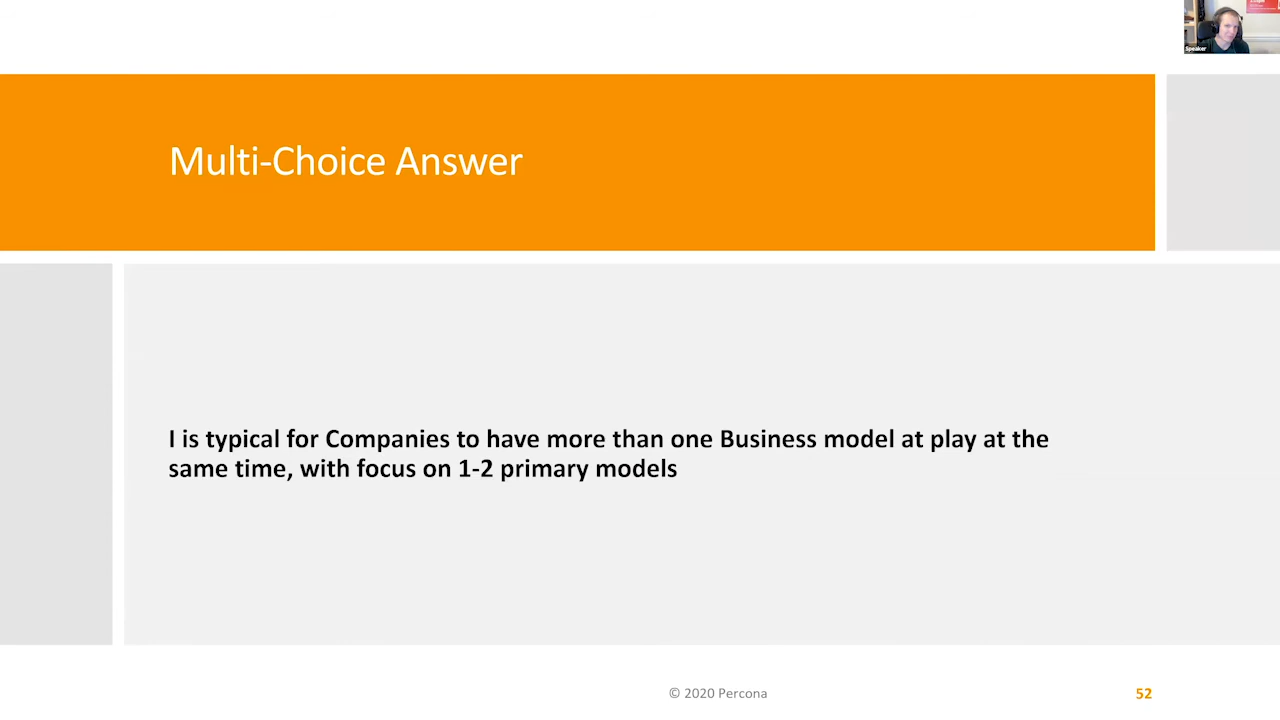 Speaker
Multi-Choice Answer
I is typical for Companies to have more than one Business model at play at the
same time, with focus on 1-2 primary models
© 2020 Percona
52